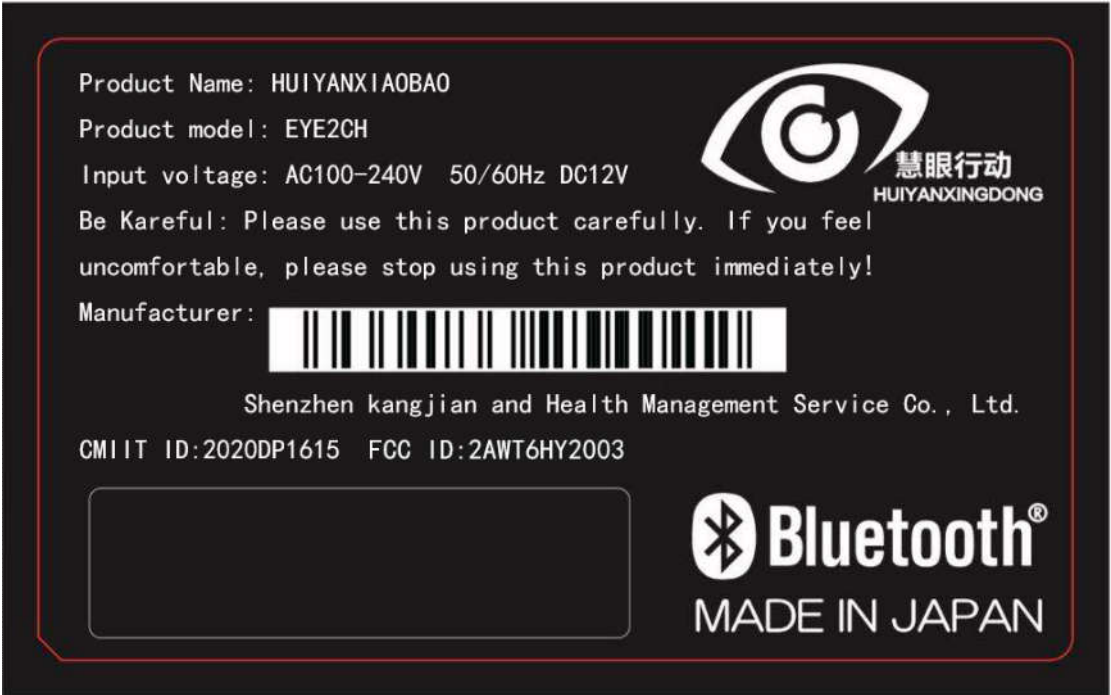 Product Name: HUIYANXIAOBAO
Product model: EYE2CH
Input voltage: AC100-240V 50/60Hz DC12V
慧眼行动
HUIYANXINGDONG
Be Kareful: Please use this product carefully. If you feel
uncomfortable, please stop using this product immediately!
Manufacturer:
Shenzhen kangjian and Health Management Service Co., Ltd.
CMIIT ID:2020DP1615 FCC ID:2AWT6HY2003
Bluetooth®
MADE IN JAPAN